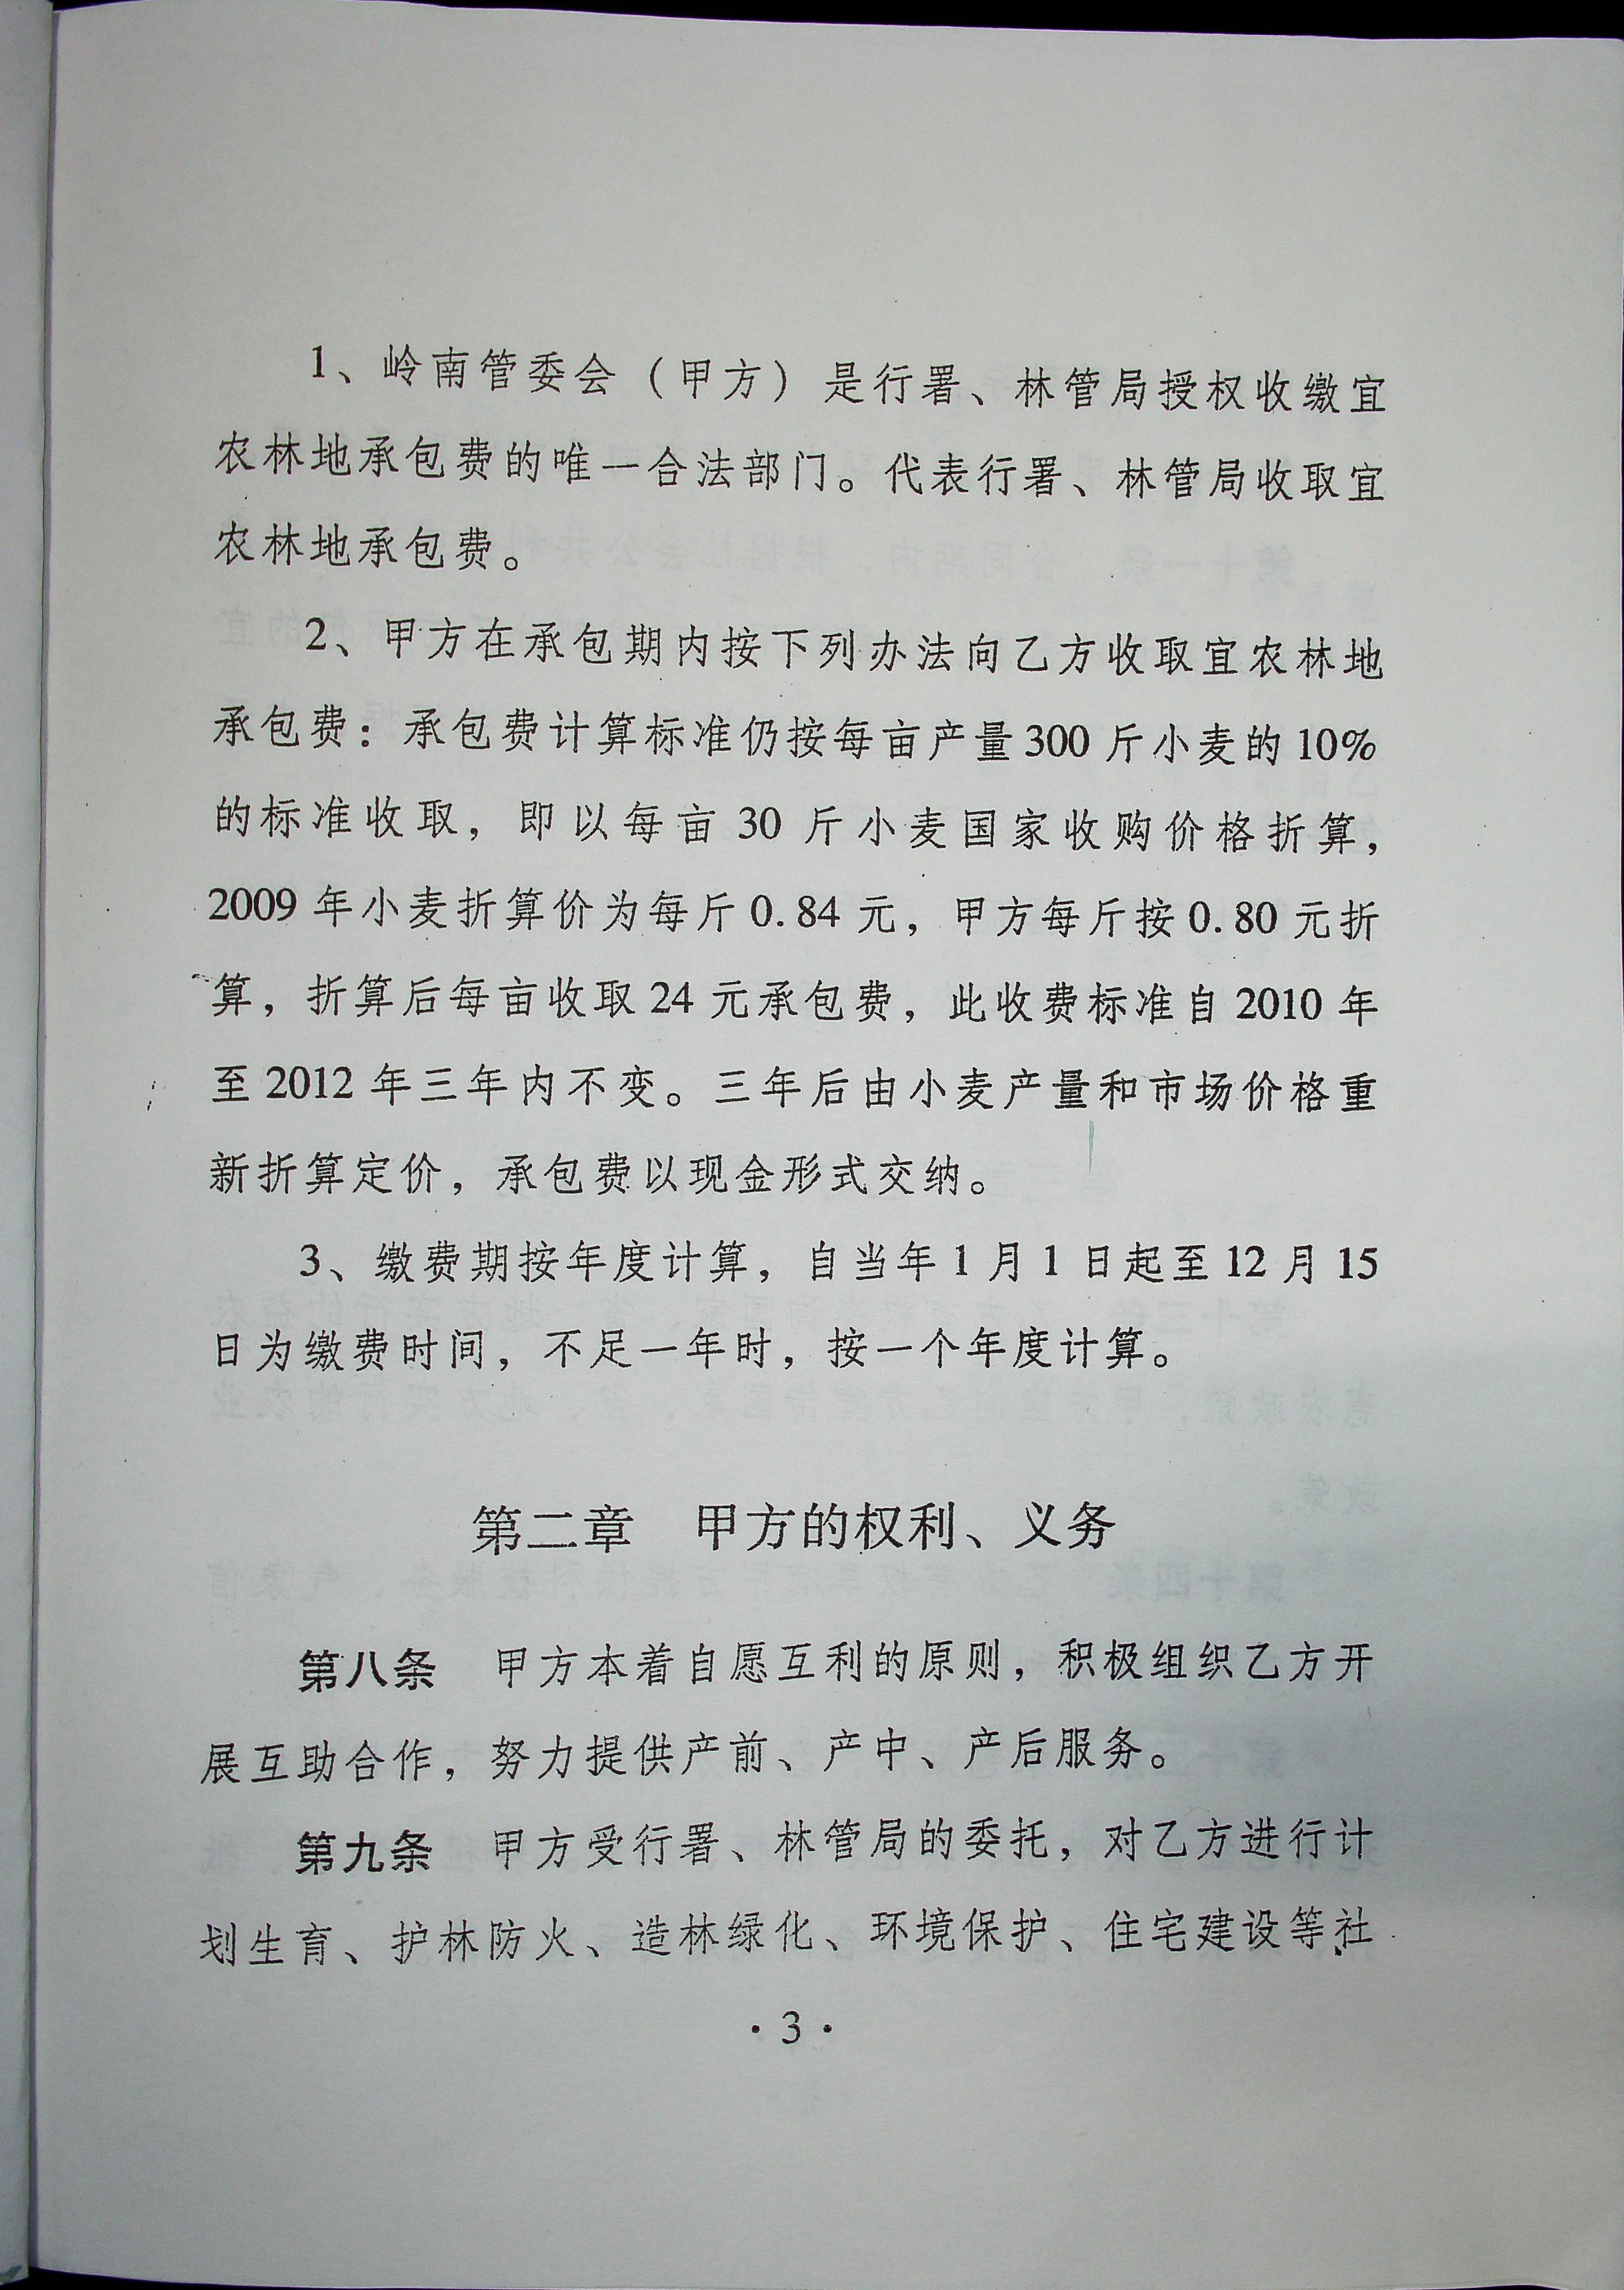 1、岭南管委会（甲方）是行署、林管局授权收缴宜
农林地承包费的唯一合法部门。代表行署、林管局收取宜
农林地承包费。
2、甲方在承包期内按下列办法向乙方收取宜农林地
承包费：承包费计算标准仍按每亩产量300斤小麦的10%
的标准收取，即以每亩30斤小麦国家收购价格折算，
2009年小麦折算价为每斤0.84元，甲方每斤按0.80元折
算，折算后每亩收取24元承包费，此收费标准自2010年
至2012年三年内不变。三年后由小麦产量和市场价格重
新折算定价，承包费以现金形式交纳。
3、缴费期按年度计算，自当年1月1日起至12月15
日为缴费时间，不足一年时，按一个年度计算。
第二章　甲方的权利、义务
第八条　甲方本着自愿互利的原则，积极组织乙方开
展互助合作，努力提供产前、产中、产后服务。
第九条　甲方受行署、林管局的委托，对乙方进行计
划生育、护林防火、造林绿化、环境保护、住宅建设等社
·3·